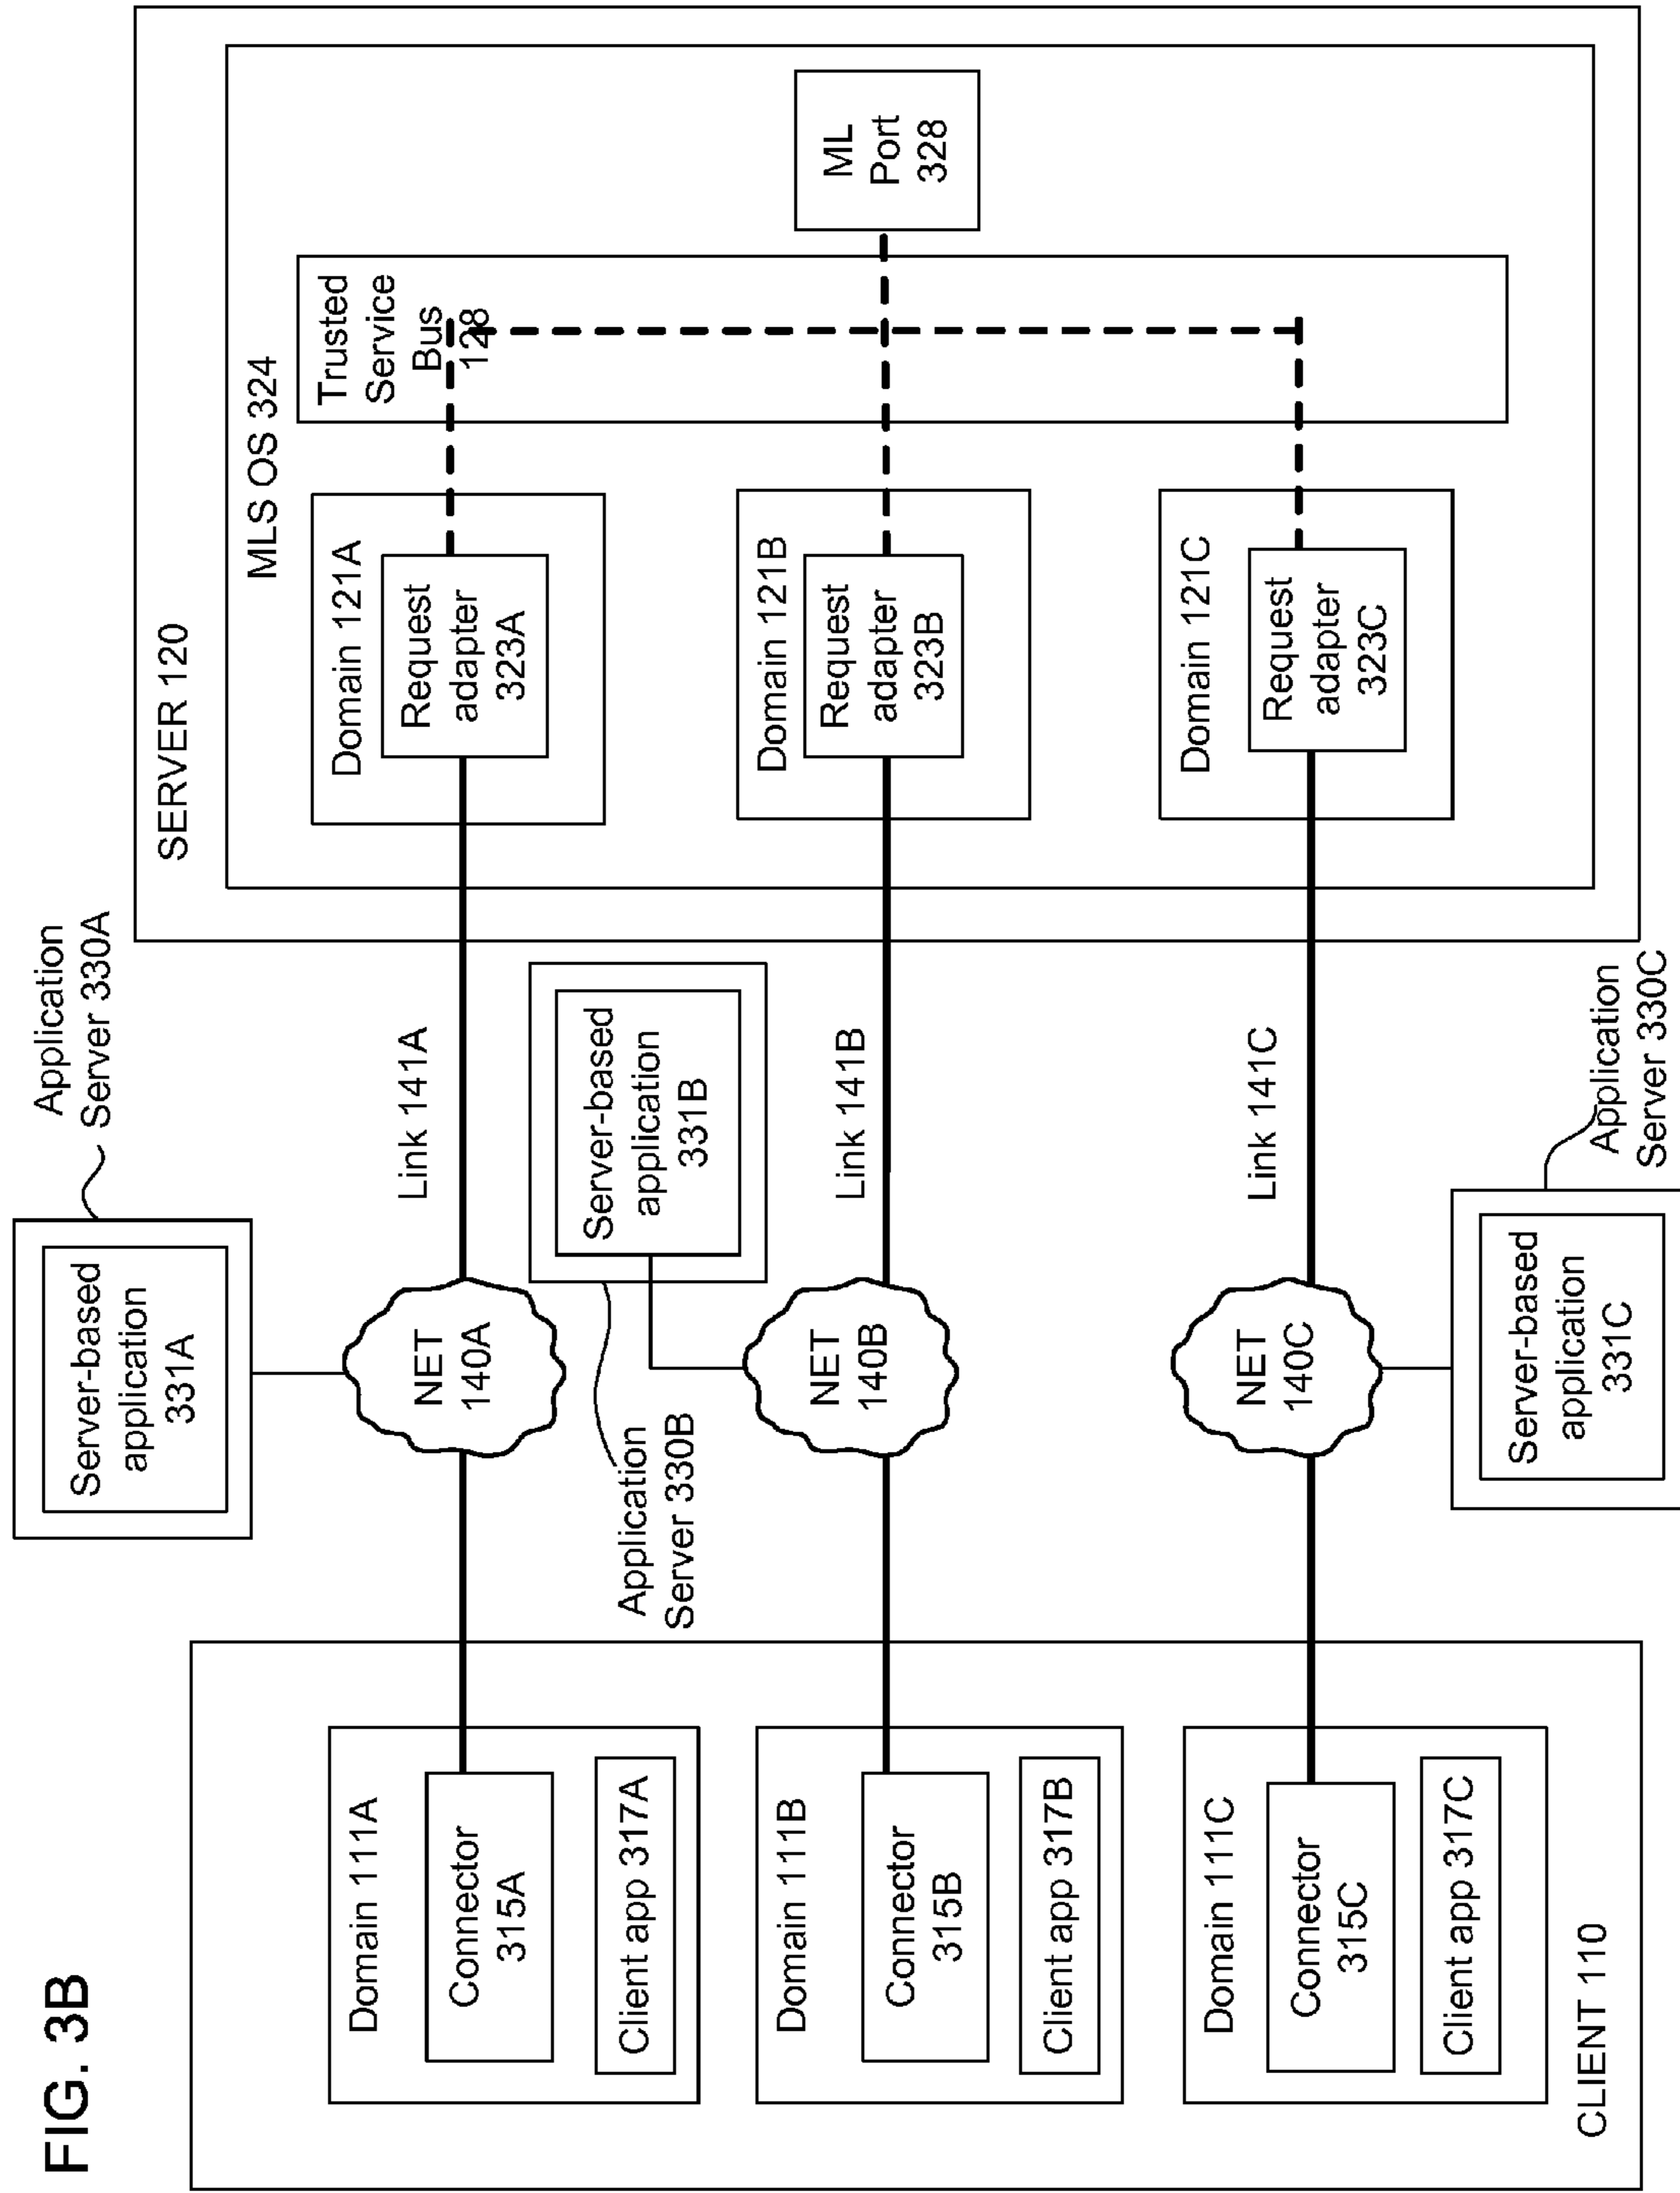 FIG. 3B
Domain 111A
Connector
315A
Client app 317A
Domain 111B
Connector
315B
Client app 317B
Domain 111C
Connector
315C
Client app 317C
CLIENT 110
Server-based
application
331A
Application
Server 330A
NET
140A
Link 141A
Application
Server 330B
Server-based
application
331B
NET
140B
Link 141B
NET
140C
Link 141C
Server-based
application
331C
Application
Server 330C
SERVER 120
MLS OS 324
Domain 121A
Request
adapter
323A
Domain 121B
Request
adapter
323B
Domain 121C
Request
adapter
323C
Trusted
Service
Bus
128
ML
Port
328